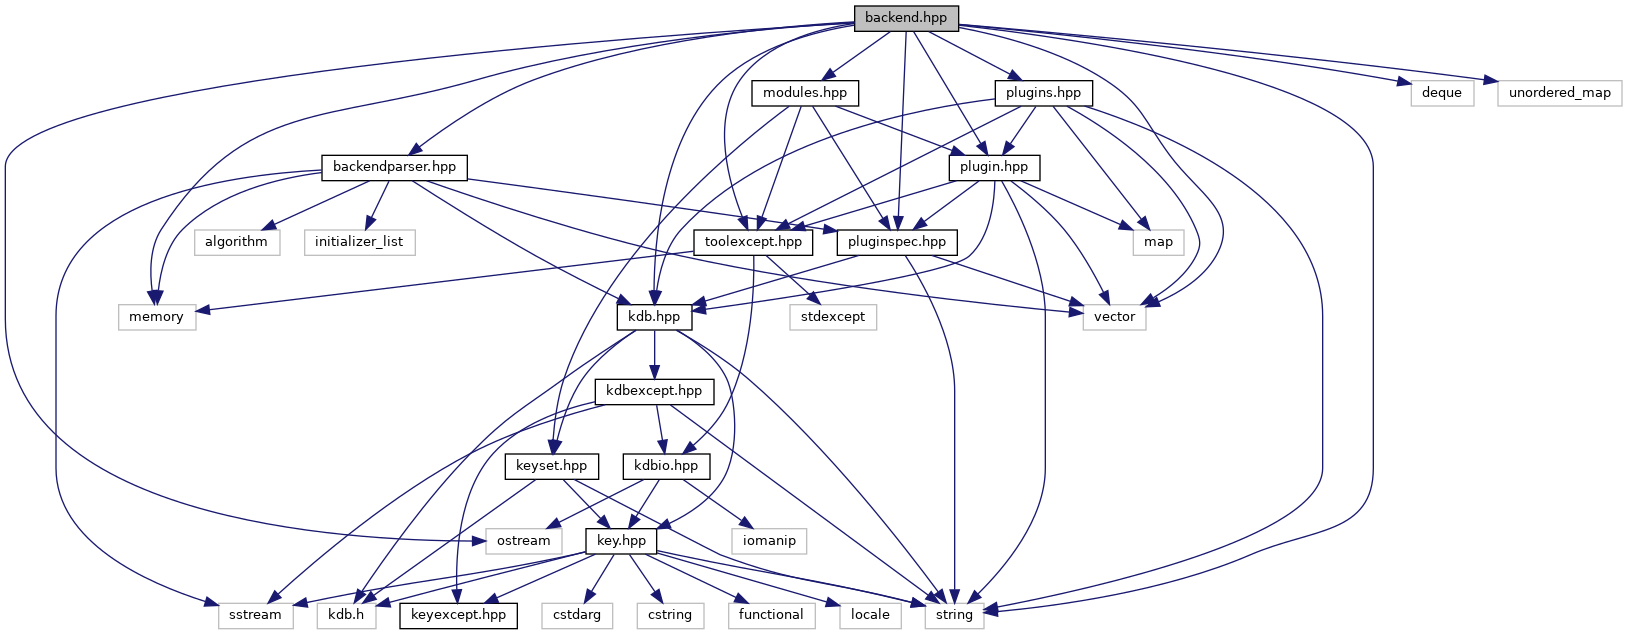 backend.hpp
modules.hpp
plugins.hpp
deque
unordered_map
backendparser.hpp
plugin.hpp
algorithm
initializer_list
toolexcept.hpp
pluginspec.hpp
map
memory
kdb.hpp
stdexcept
vector
kdbexcept.hpp
keyset.hpp
kdbio.hpp
ostream
key.hpp
iomanip
sstream
kdb.h
keyexcept.hpp
cstdarg
cstring
functional
locale
string